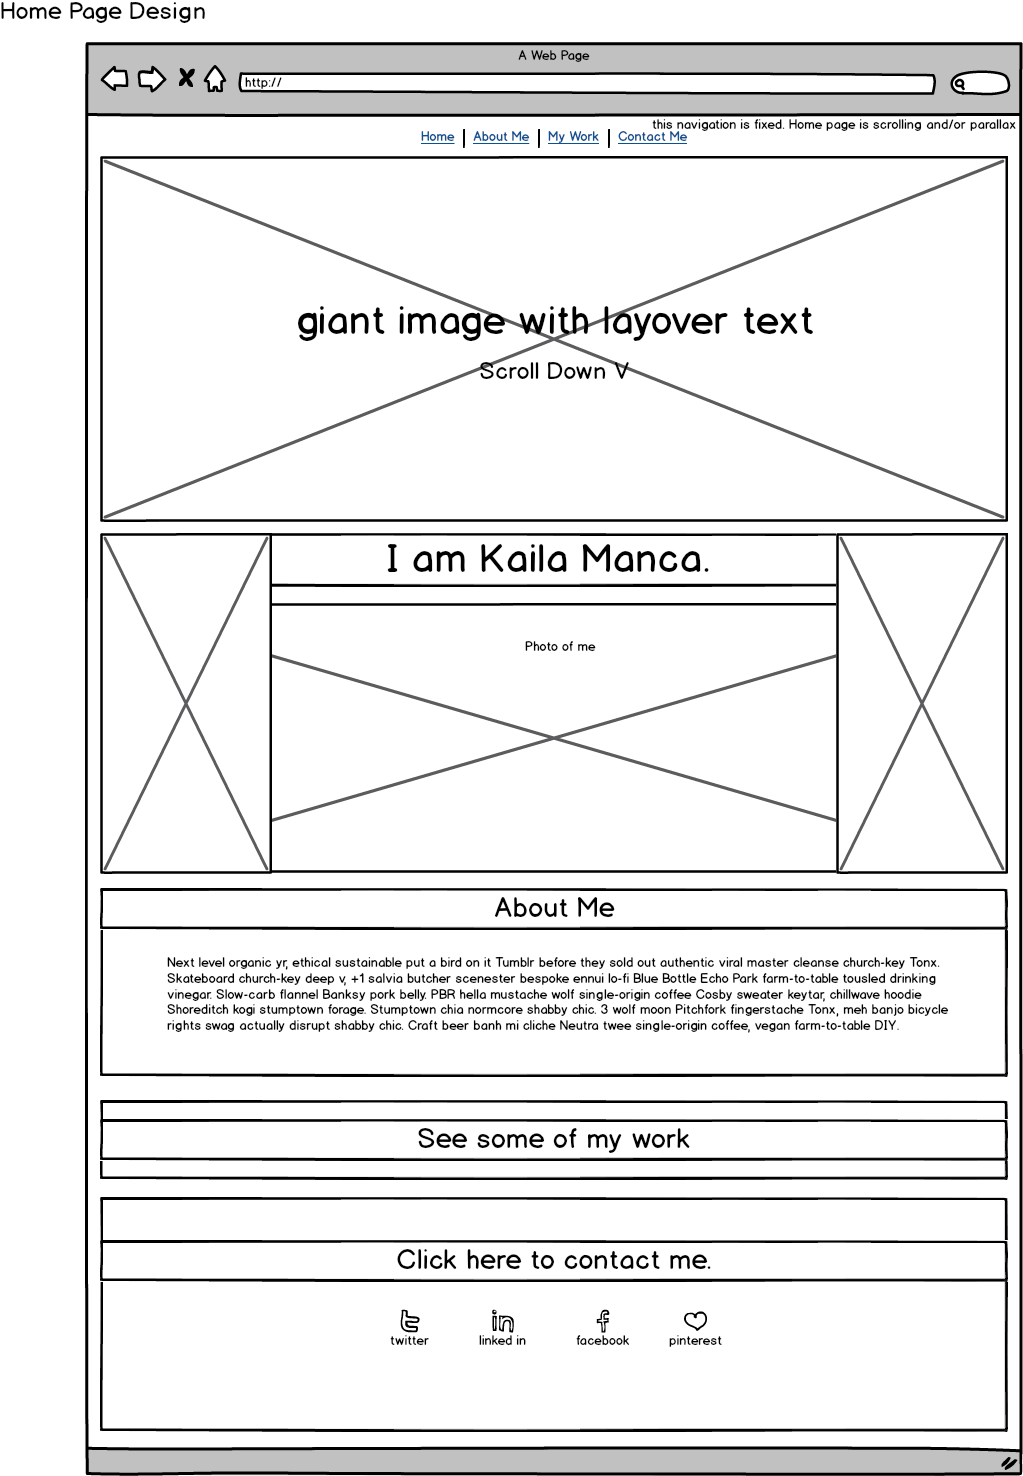 Home Page Design
A Web Page
http://
this navigation is fixed. Home page is scrolling and/or parallax
Home | About Me | My Work | Contact Me
giant image with layover text
Scroll Down V
I am Kaila Manca.
Photo of me
About Me
Next level organic yr, ethical sustainable put a bird on it Tumblr before they sold out authentic viral master cleanse church-key Tonx.
Skateboard church-key deep v, +1 salvia butcher scenester bespoke ennui lo-fi Blue Bottle Echo Park farm-to-table tousled drinking
vinegar. Slow-carb flannel Banksy pork belly. PBR hella mustache wolf single-origin coffee Cosby sweater keytar, chillwave hoodie
Shoreditch kogi stumptown forage. Stumptown chia normcore shabby chic. 3 wolf moon Pitchfork fingerstache Tonx, meh banjo bicycle
rights swag actually disrupt shabby chic. Craft beer banh mi cliche Neutra twee single-origin coffee, vegan farm-to-table DIY.
See some of my work
Click here to contact me.
twitter linked in facebook pinterest